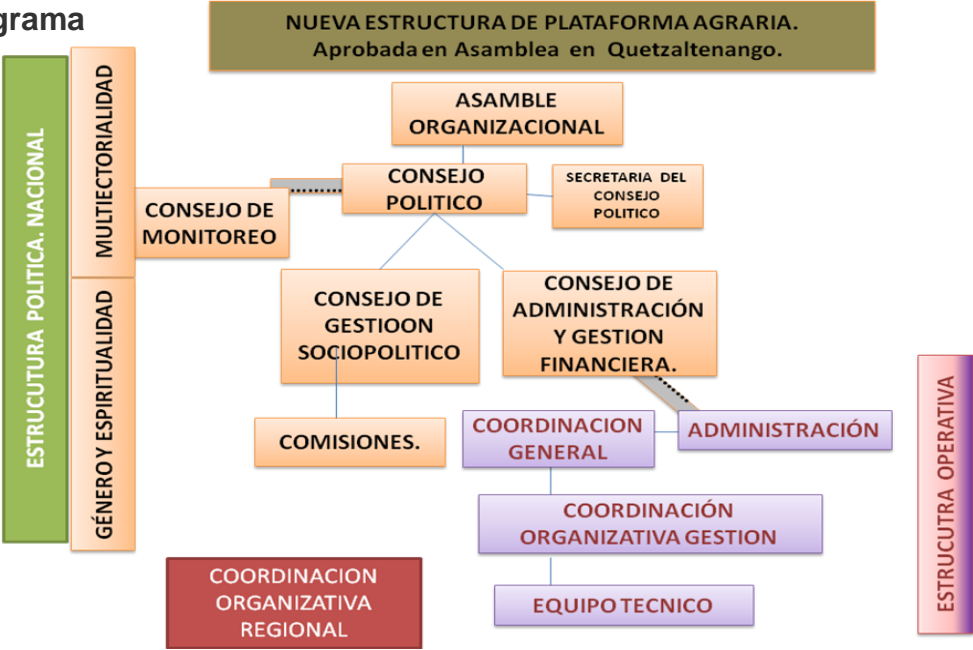 grama
NUEVA ESTRUCTURA DE PLATAFORMA AGRARIA.
Aprobada en Asamblea en Quetzaltenango.
ESTRUCUTURA POLITICA. NACIONAL
MULTIECTORIALIDAD
GÉNERO Y ESPIRITUALIDAD
ASAMBLE
ORGANIZACIONAL
CONSEJO
POLITICO
SECRETARIA DEL
CONSEJO
POLITICO
CONSEJO DE
MONITOREO
CONSEJO DE
GESTIOON
SOCIOPOLITICO
CONSEJO DE
ADMINISTRACIÓN
Y GESTION
FINANCIERA.
COMISIONES.
COORDINACION
GENERAL
ADMINISTRACIÓN
COORDINACIÓN
ORGANIZATIVA GESTION
EQUIPO TECNICO
COORDINACION
ORGANIZATIVA
REGIONAL
ESTRUCUTRA OPERATIVA